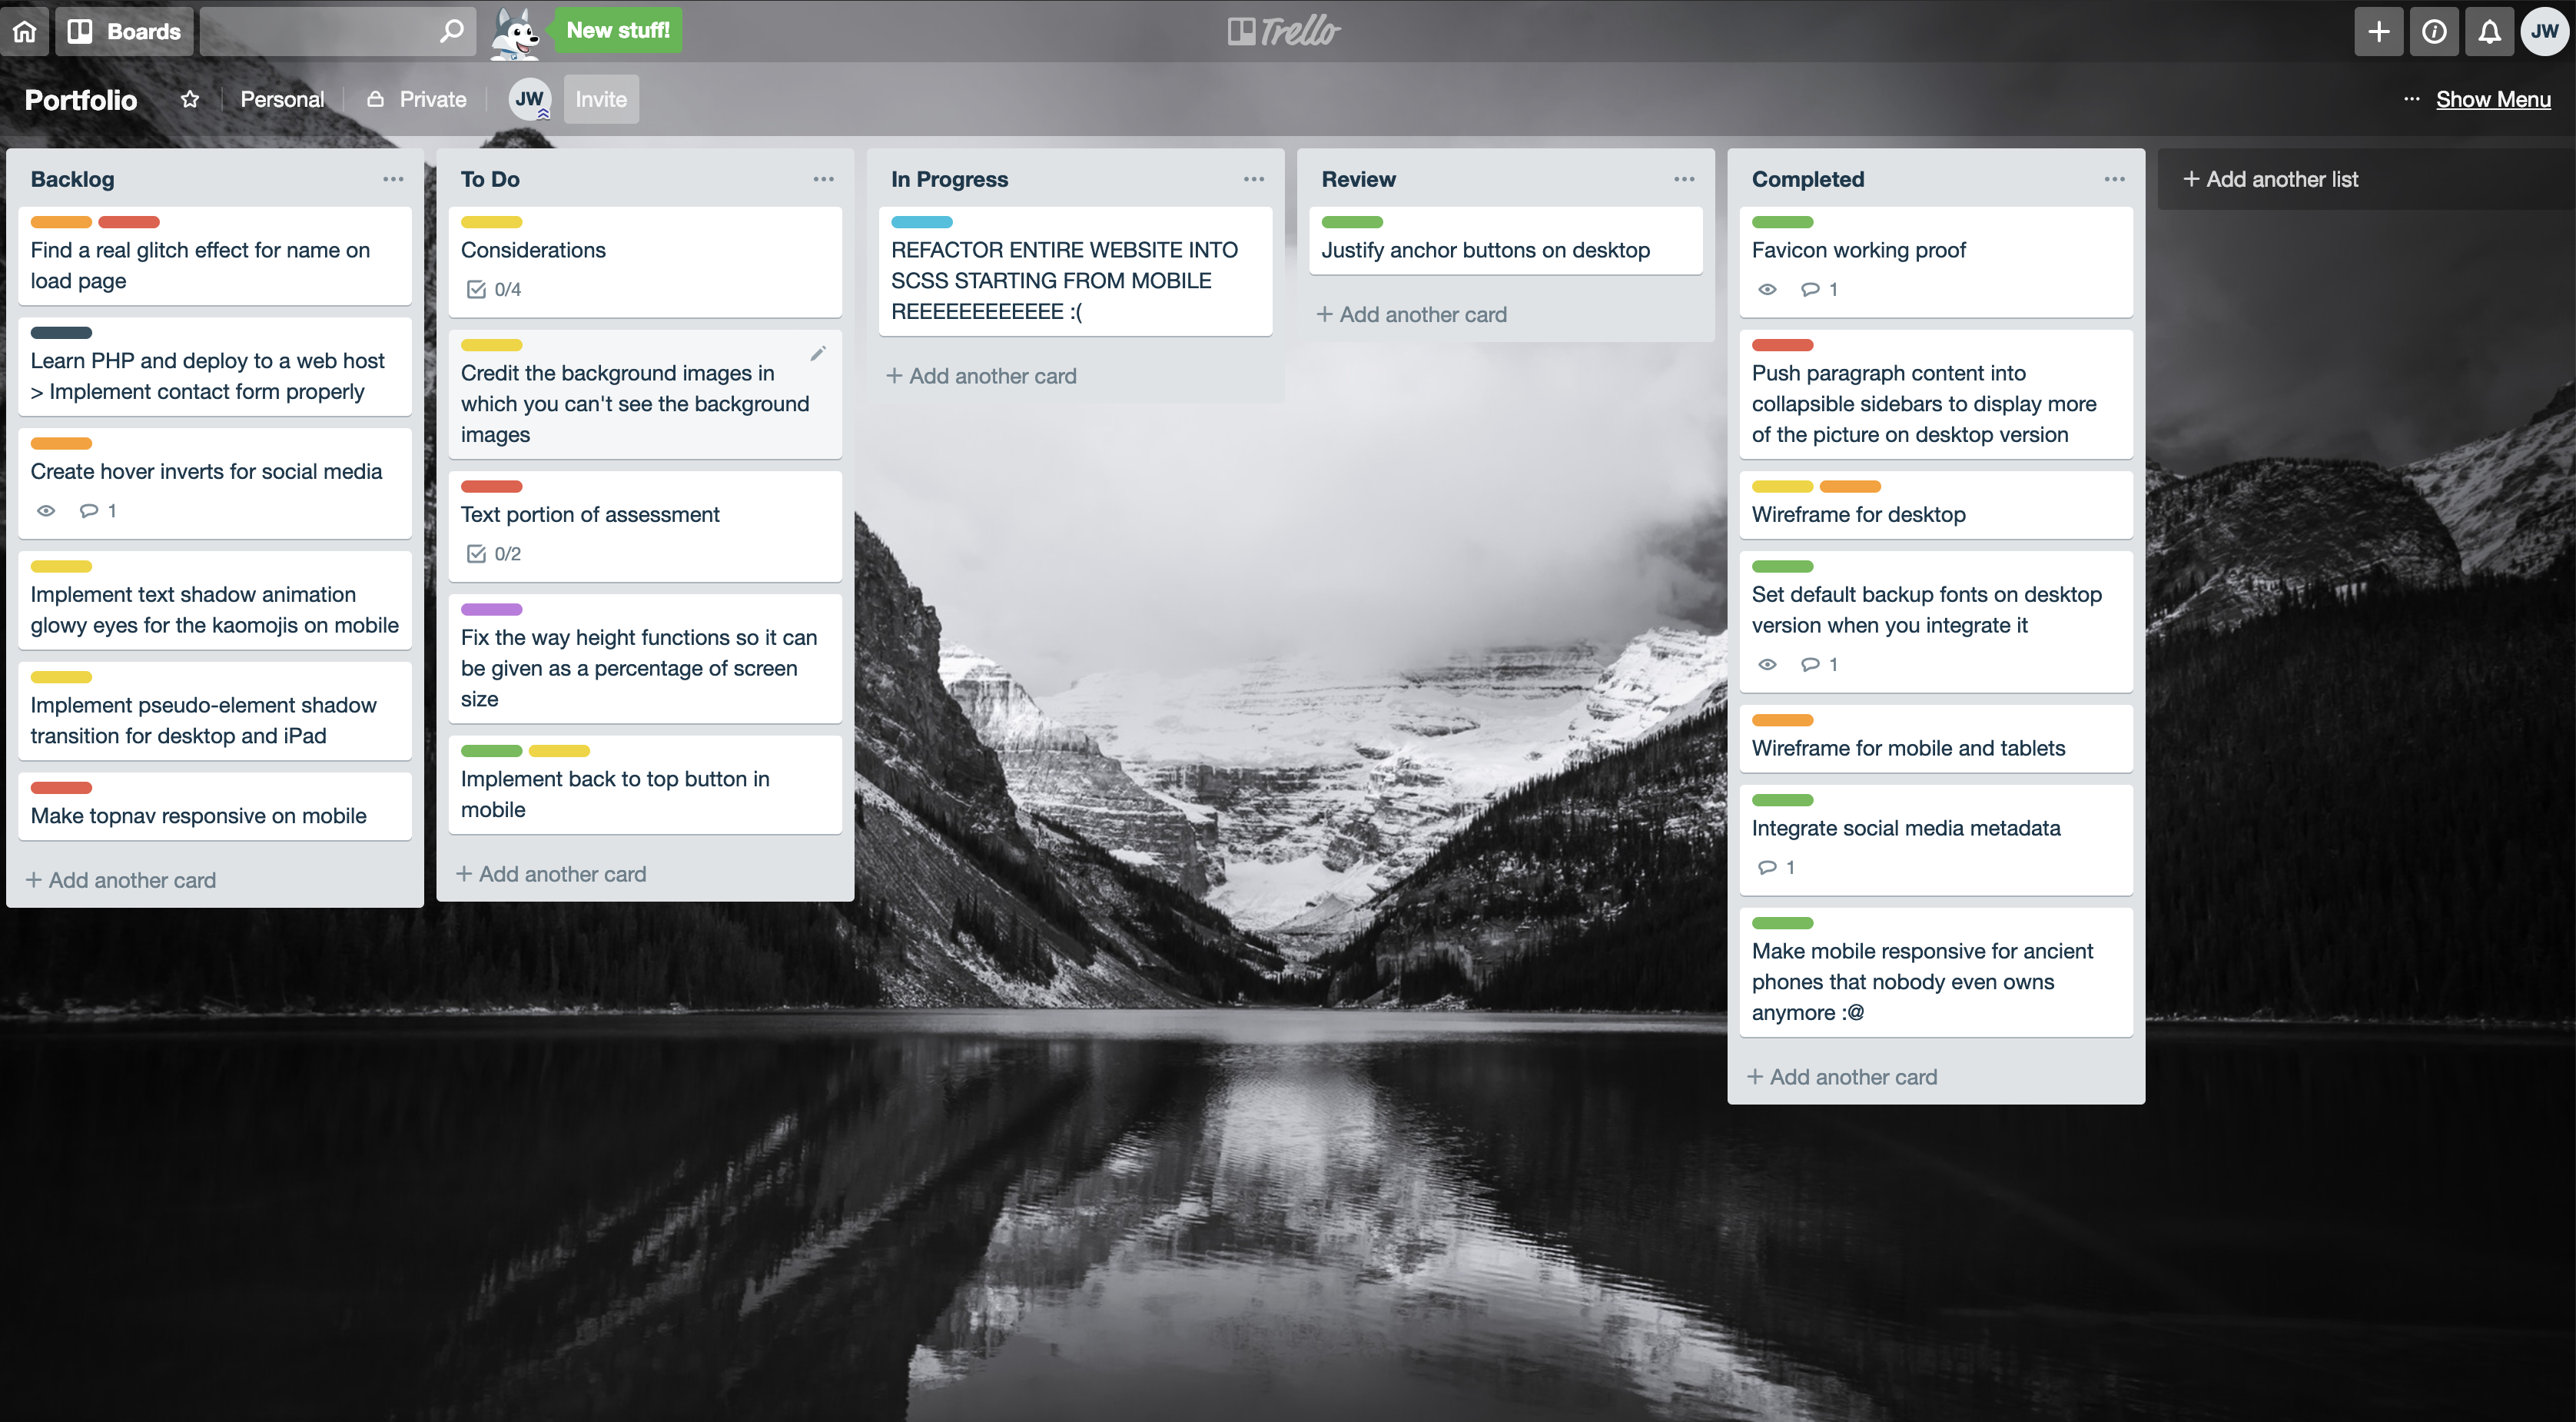 Boards
New stuff!
Trello
JW
Portfolio
Personal
Private
JW
Invite
Show Menu
Backlog
Find a real glitch effect for name on
load page
Learn PHP and deploy to a web host
> Implement contact form properly
Create hover inverts for social media
1
Implement text shadow animation
glowy eyes for the kaomojis on mobile
Implement pseudo-element shadow
transition for desktop and iPad
Make topnav responsive on mobile
+ Add another card
To Do
Considerations
0/4
Credit the background images in
which you can't see the background
images
Text portion of assessment
0/2
Fix the way height functions so it can
be given as a percentage of screen
size
Implement back to top button in
mobile
+ Add another card
In Progress
REFACTOR ENTIRE WEBSITE INTO
SCSS STARTING FROM MOBILE
REEEEEEEEEEEE :(
+ Add another card
Review
Justify anchor buttons on desktop
+ Add another card
Completed
Favicon working proof
1
Push paragraph content into
collapsible sidebars to display more
of the picture on desktop version
Wireframe for desktop
Set default backup fonts on desktop
version when you integrate it
1
Wireframe for mobile and tablets
Integrate social media metadata
1
Make mobile responsive for ancient
phones that nobody even owns
anymore :@
+ Add another card
+ Add another list